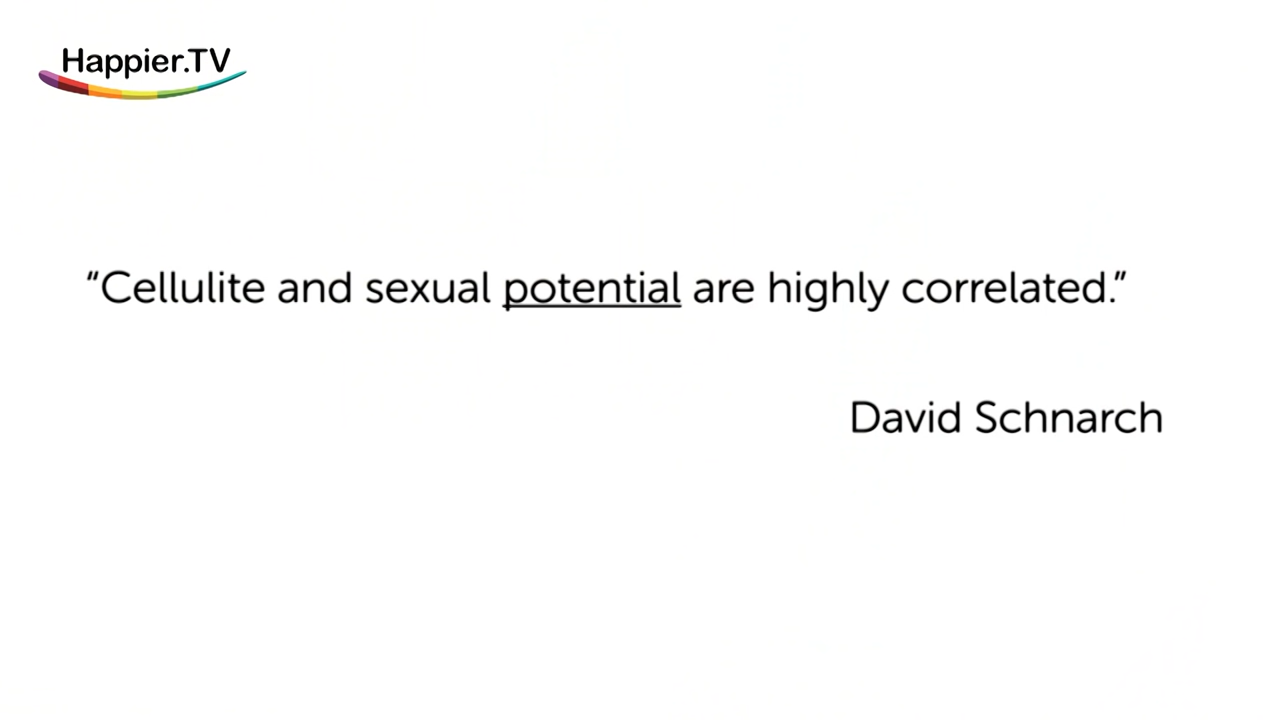 Happier.TV
“Cellulite and sexual potential are highly correlated.”
David Schnarch